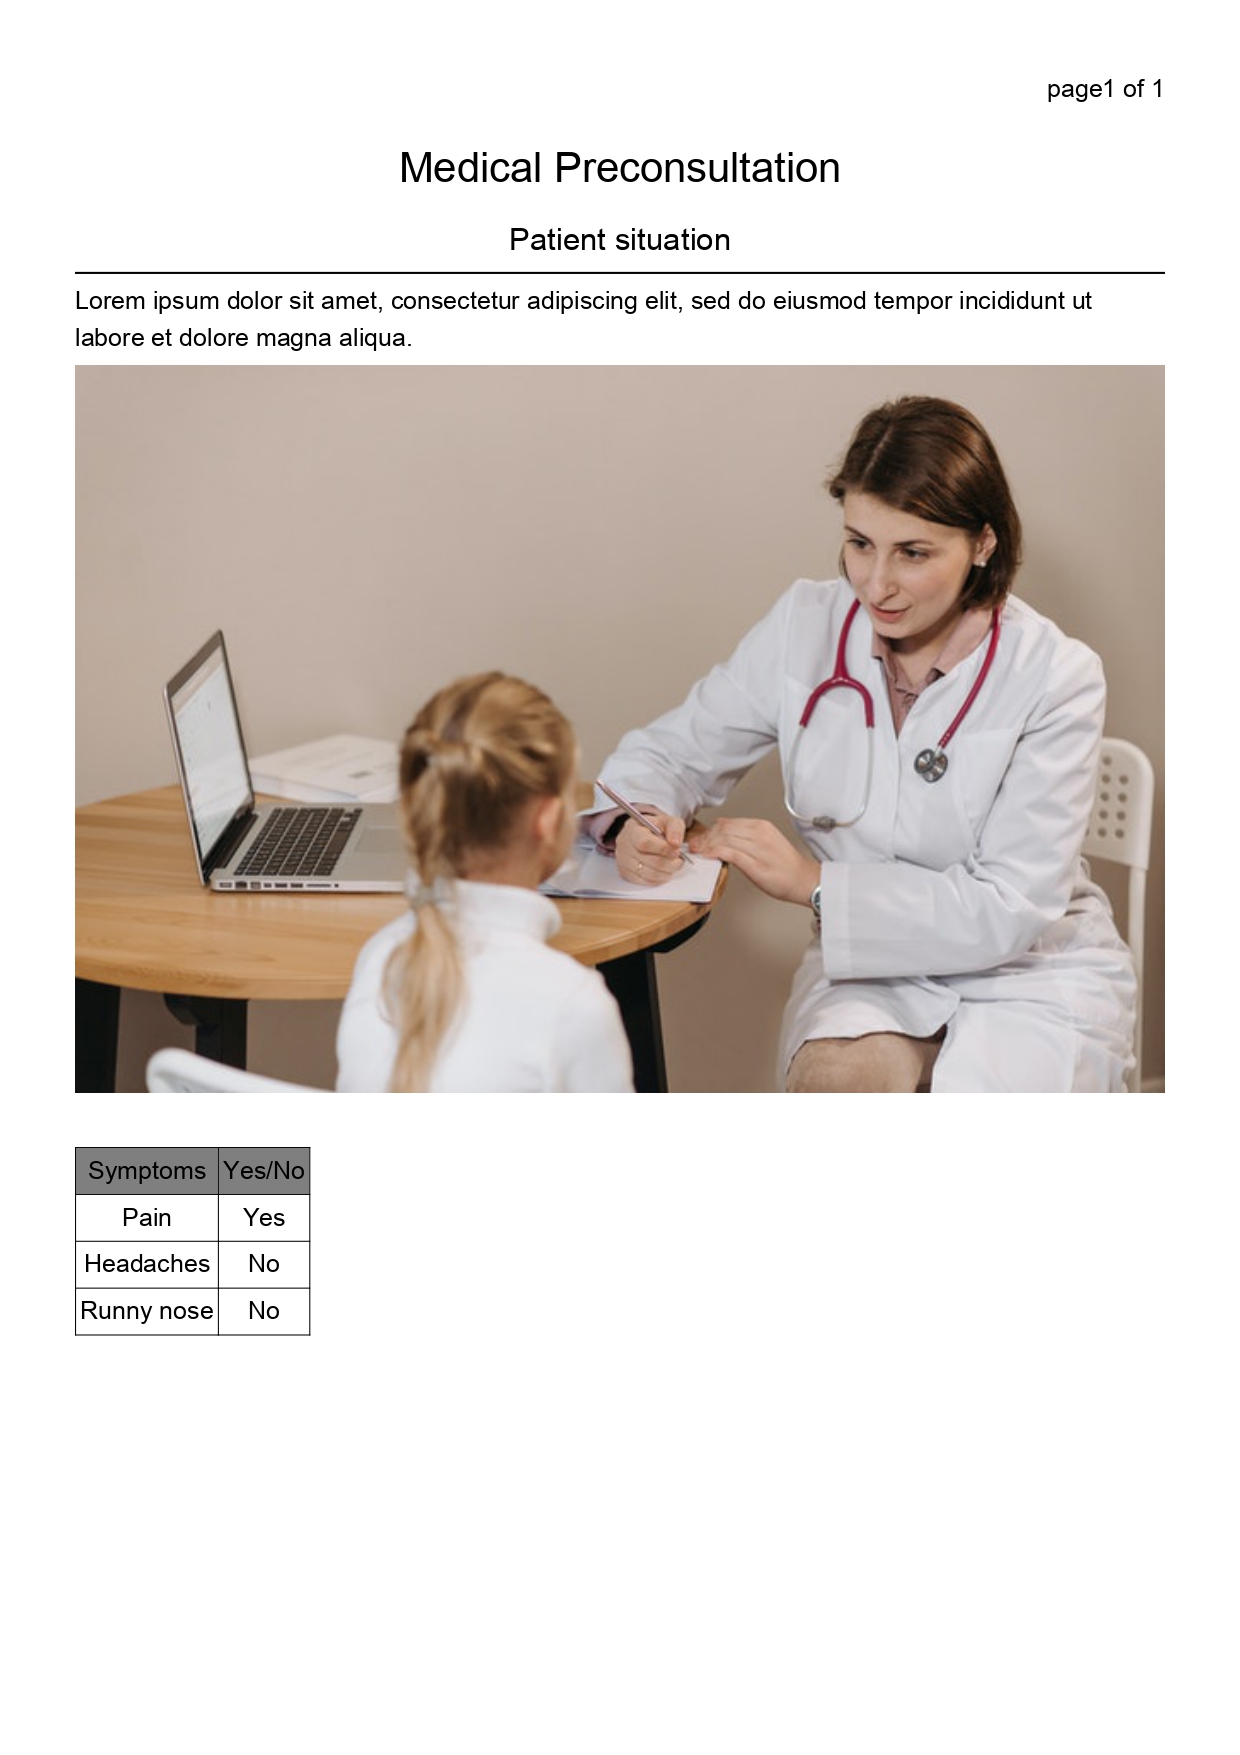 page1 of 1
Medical Preconsultation
Patient situation
Lorem ipsum dolor sit amet, consectetur adipiscing elit, sed do eiusmod tempor incididunt ut
labore et dolore magna aliqua.
Symptoms Yes/No
Pain Yes
Headaches No
Runny nose No